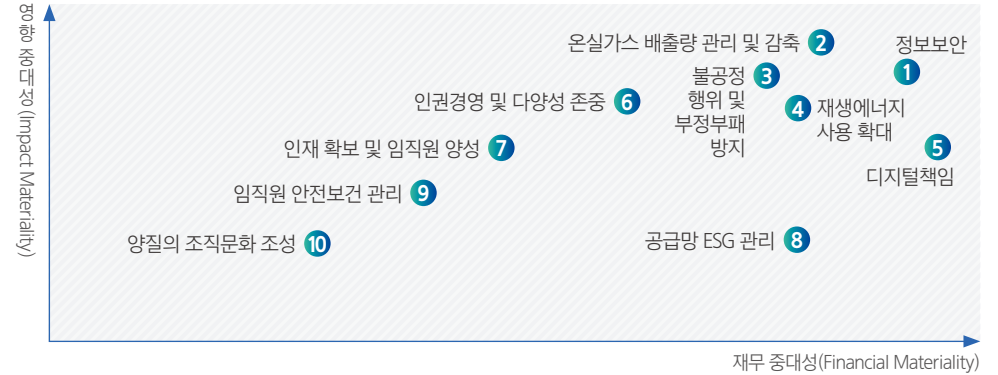 영향 중대성(Impact Materiality)
온실가스 배출량 관리 및 감축 2
정보보안
1
불공정 3
행위 및
부정부패
방지
4 재생에너지
사용 확대
인권경영 및 다양성 존중 6
인재 확보 및 임직원 양성 7
5
디지털책임
임직원 안전보건 관리 9
양질의 조직문화 조성 10
공급망 ESG 관리 8
재무 중대성(Financial Materiality)